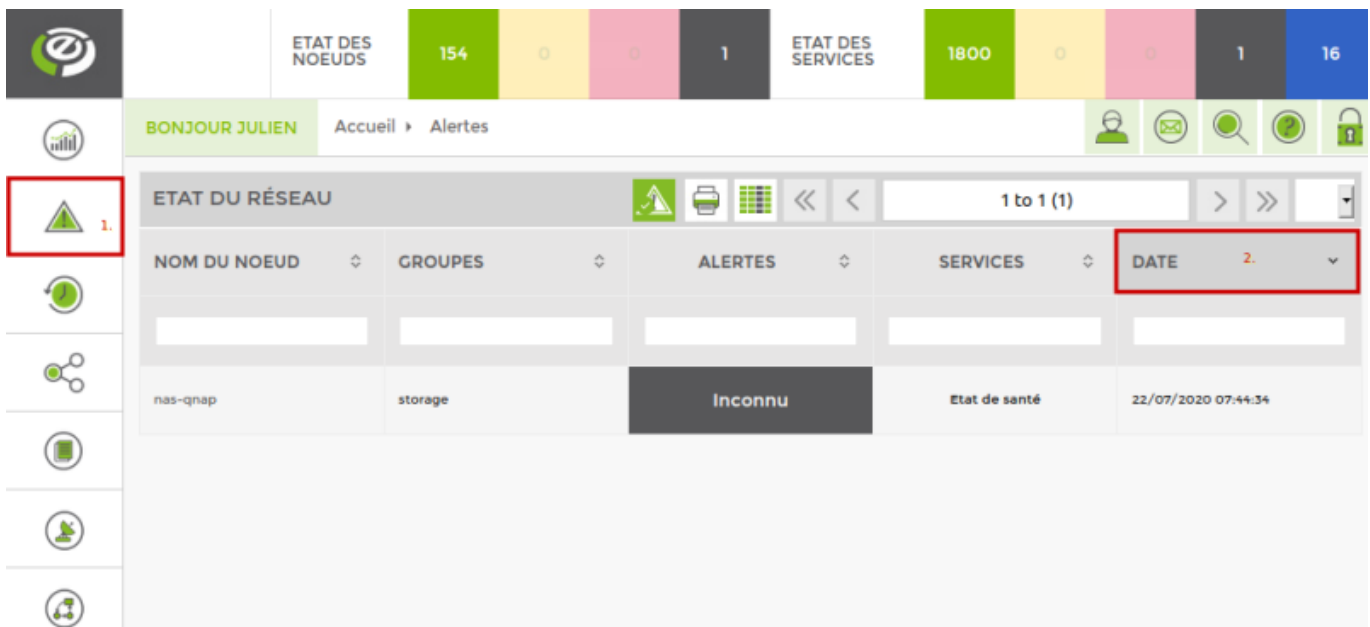 ETAT DES
NOEUDS
154
0
0
1
ETAT DES
SERVICES
1800
0
0
1
16
BONJOUR JULIEN
Accueil ▸ Alertes
1.
ETAT DU RÉSEAU
1 to 1 (1)
NOM DU NOEUD
GROUPES
ALERTES
SERVICES
DATE
2.
nas-qnap
storage
Inconnu
Etat de santé
22/07/2020 07:44:34